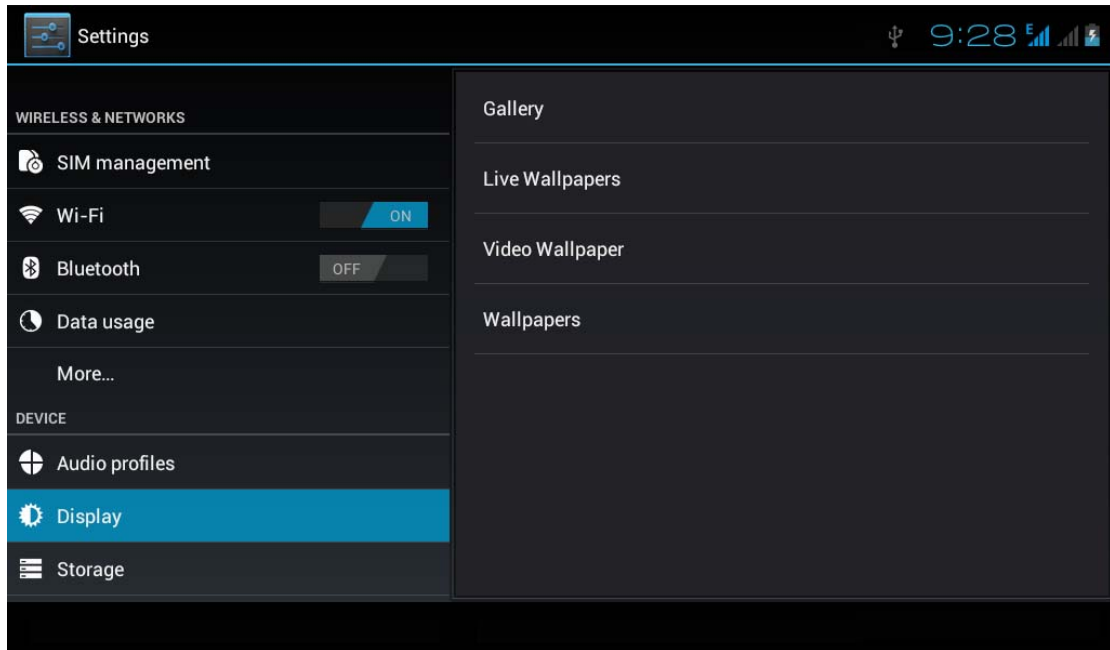 Settings
9:28 E
WIRELESS & NETWORKS
SIM management
Wi-Fi ON
Bluetooth OFF
Data usage
More...
DEVICE
Audio profiles
Display
Storage
Gallery
Live Wallpapers
Video Wallpaper
Wallpapers